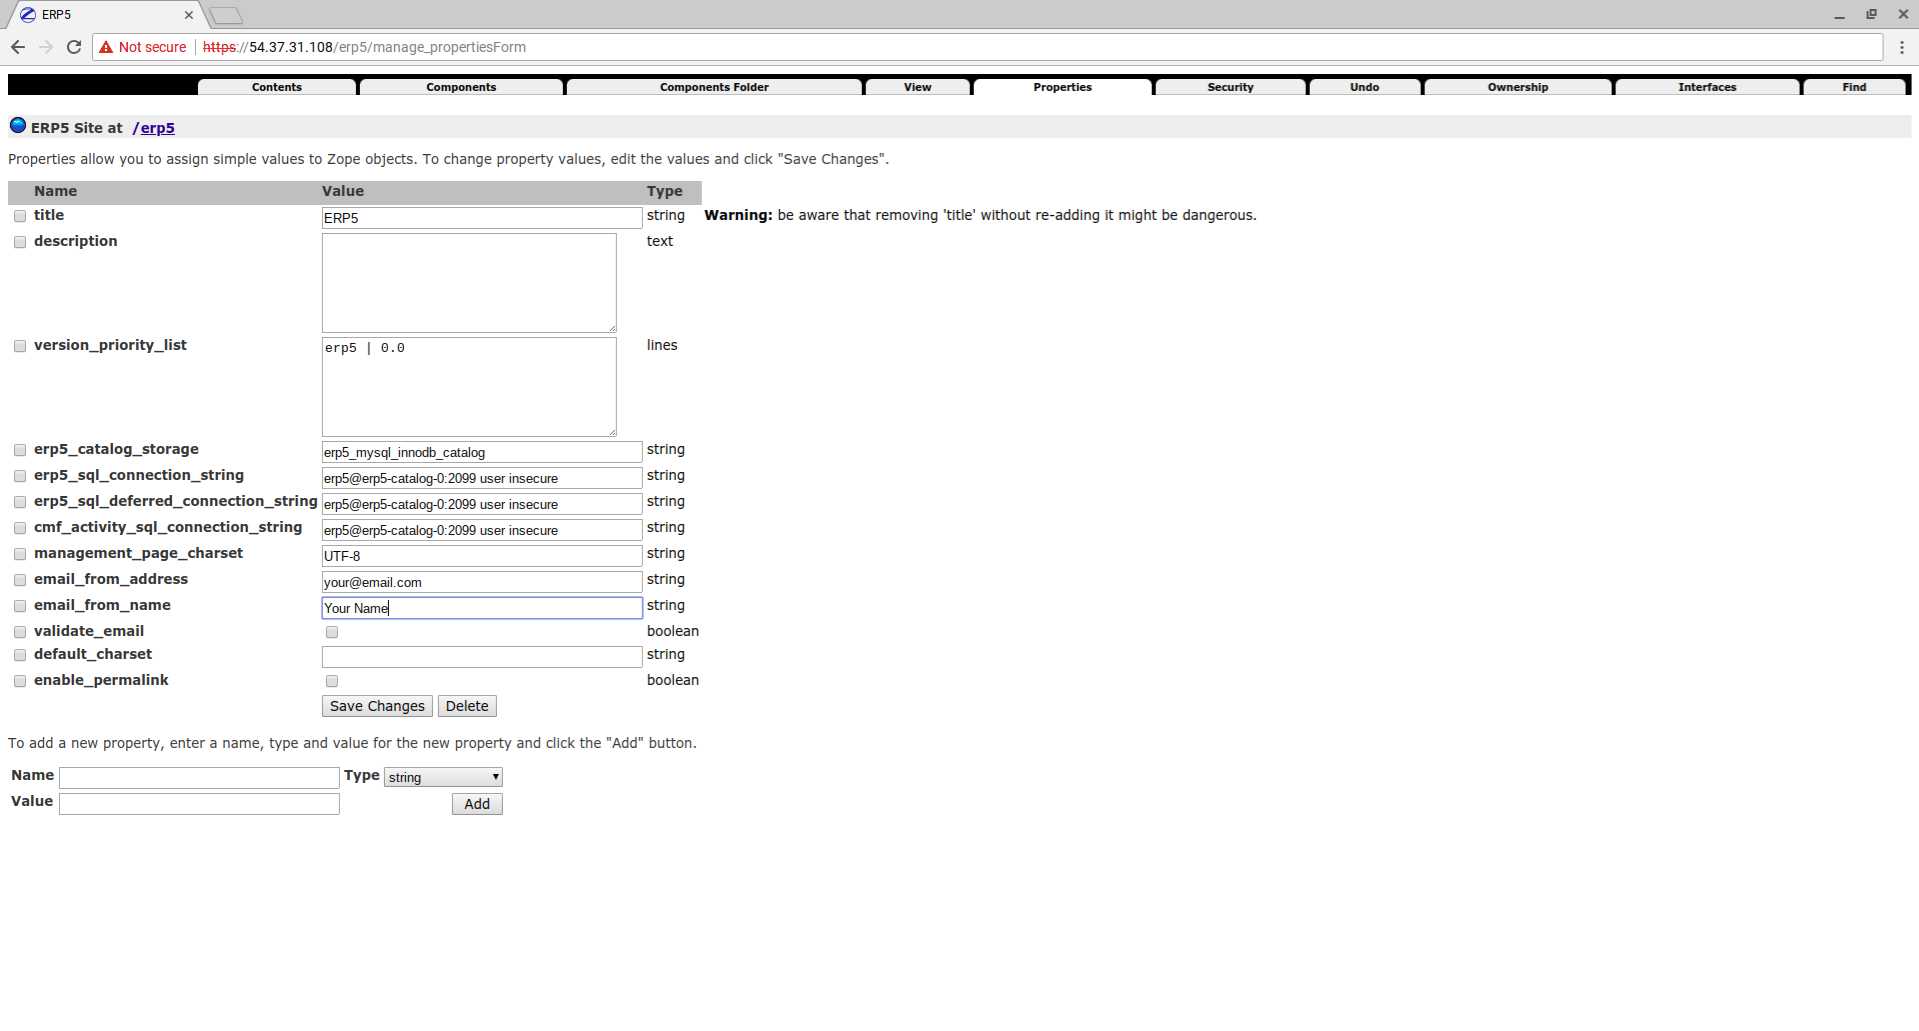 ERP5
Not secure https://54.37.31.108/erp5/manage_propertiesForm
Contents Components Components Folder View Properties Security Undo Ownership Interfaces Find
ERP5 Site at /erp5
Properties allow you to assign simple values to Zope objects. To change property values, edit the values and click "Save Changes".
Name Value Type
title ERP5 string Warning: be aware that removing 'title' without re-adding it might be dangerous.
description text
version_priority_list erp5 | 0.0 lines
erp5_catalog_storage erp5_mysql_innodb_catalog string
erp5_sql_connection_string erp5@erp5-catalog-0:2099 user insecure string
erp5_sql_deferred_connection_string erp5@erp5-catalog-0:2099 user insecure string
cmf_activity_sql_connection_string erp5@erp5-catalog-0:2099 user insecure string
management_page_charset UTF-8 string
email_from_address your@email.com string
email_from_name Your Name string
validate_email boolean
default_charset string
enable_permalink boolean
Save Changes Delete
To add a new property, enter a name, type and value for the new property and click the "Add" button.
Name Type string
Value Add